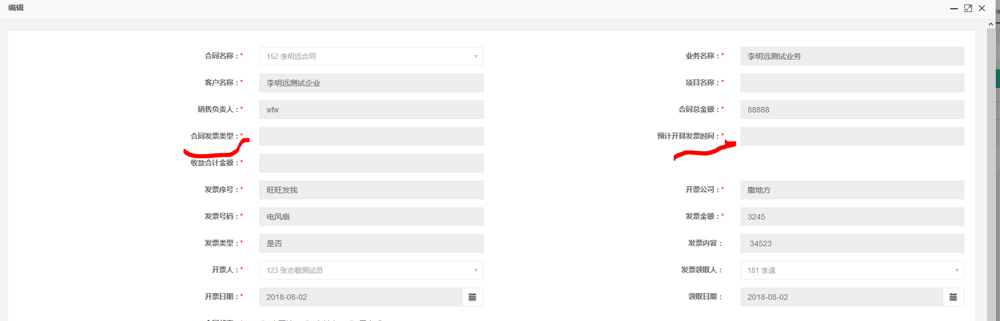 编辑
合同名称：* 152 李明远合同 业务名称：* 李明远测试业务
客户名称：* 李明远测试企业 项目名称：*
销售负责人：* wfw 合同总金额：* 88888
合同发票类型：* 预计开具发票时间：*
收款合计金额：*
发票序号：* 旺旺发我 开票公司：* 撒地方
发票号码：* 电风扇 发票金额：* 3245
发票类型：* 是否 发票内容： 34523
开票人：* 123 张志敏测试员 发票领取人： 181 李逵
开票日期：* 2018-08-02 领取日期： 2018-08-02